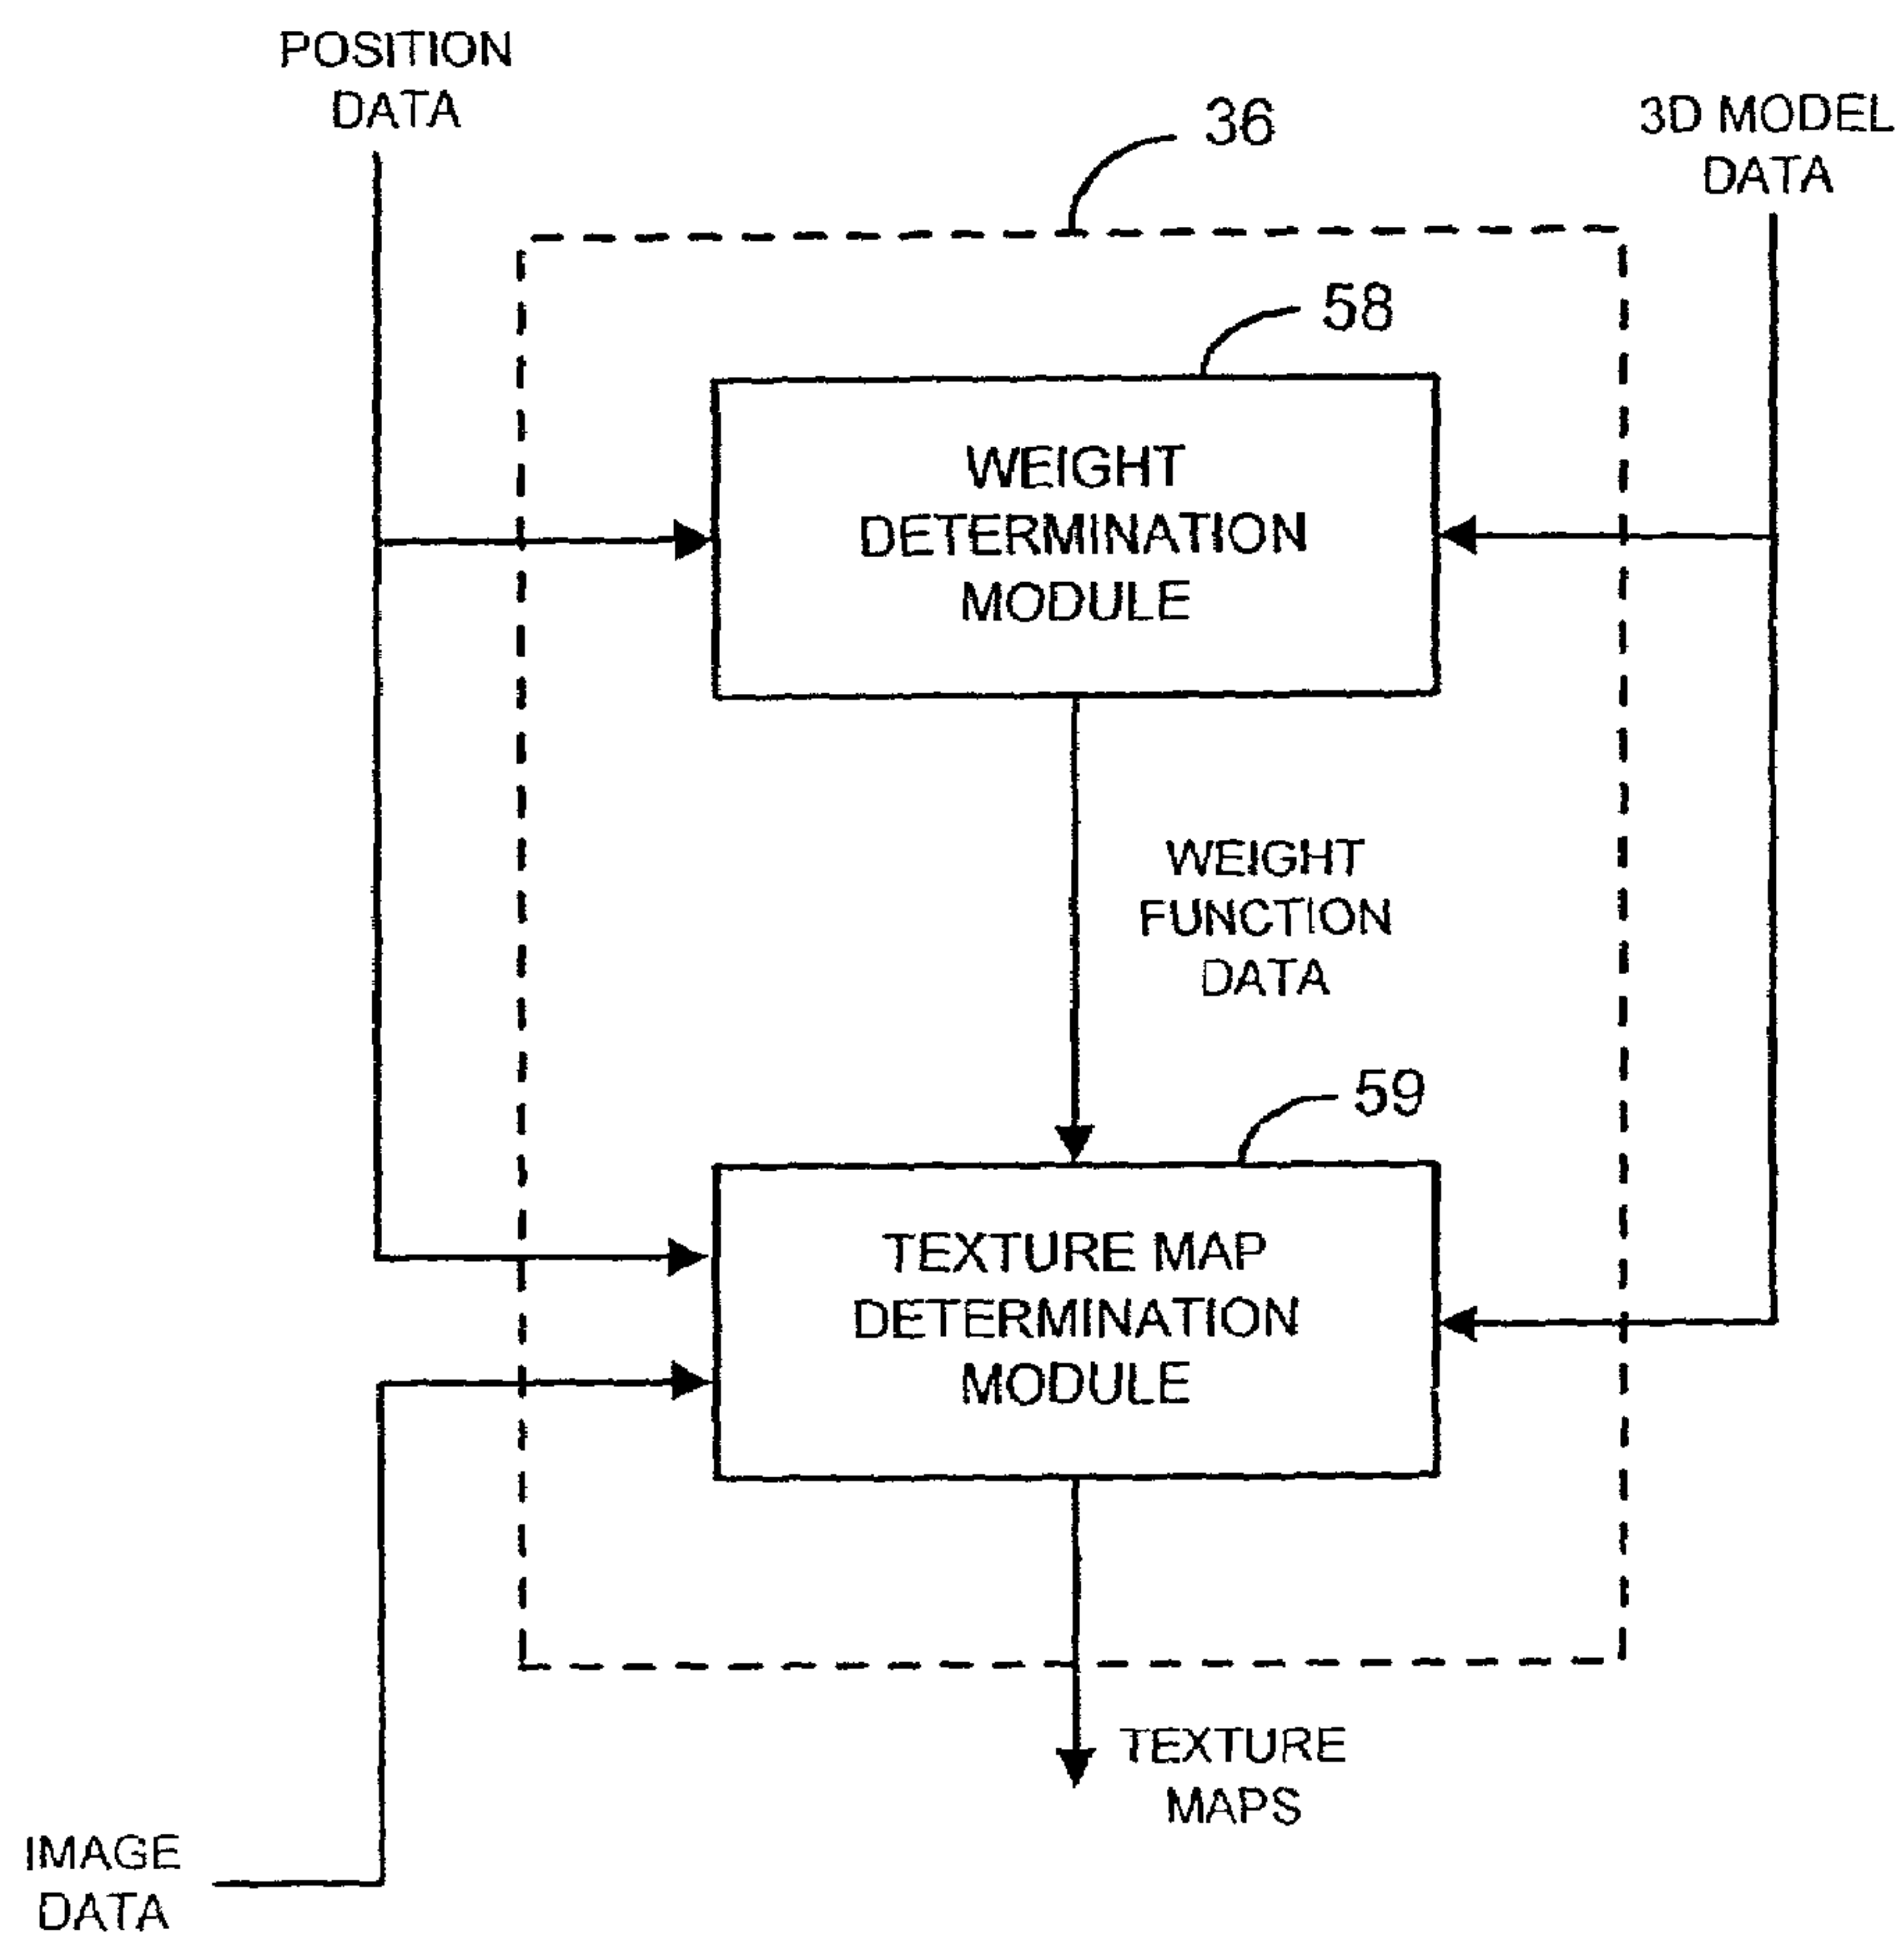 POSITION
DATA
36
3D MODEL
DATA
58
WEIGHT
DETERMINATION
MODULE
WEIGHT
FUNCTION
DATA
59
TEXTURE MAP
DETERMINATION
MODULE
TEXTURE
MAPS
IMAGE
DATA